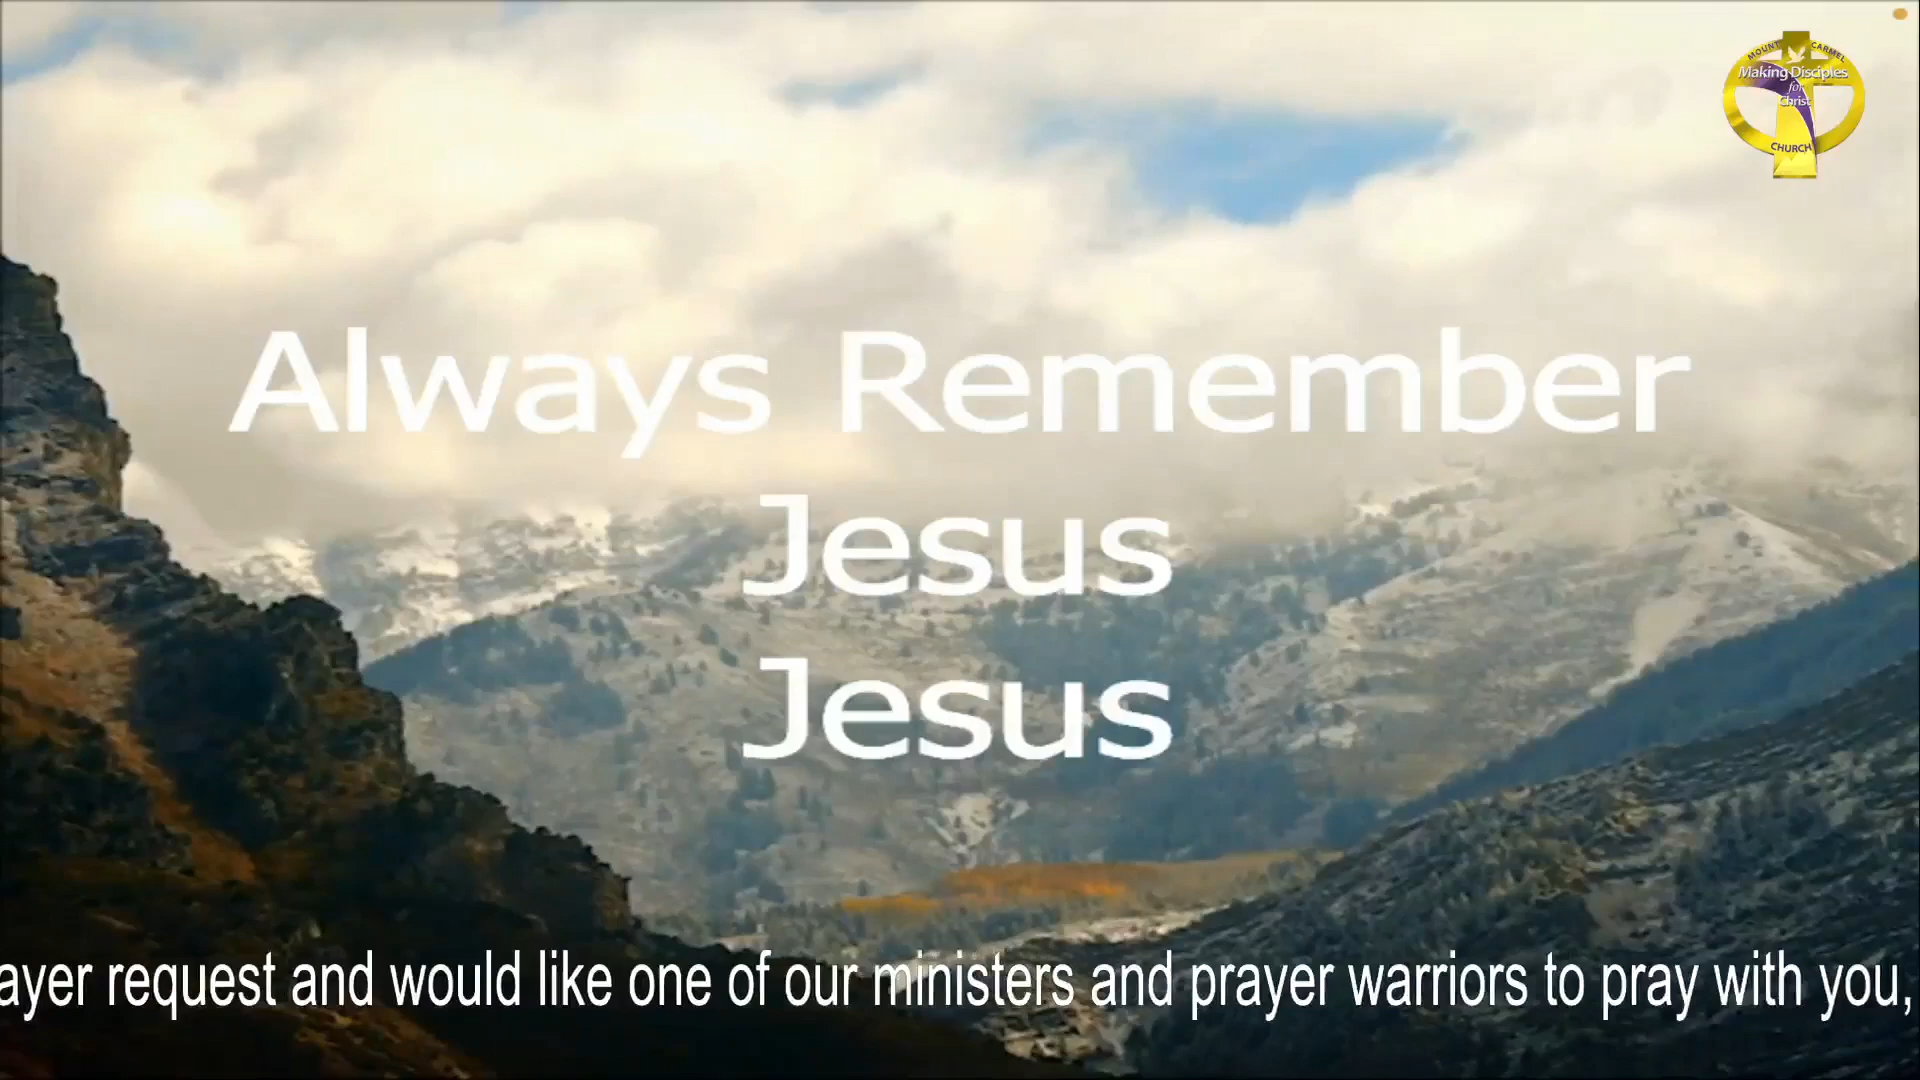 MOUNT CARMEL
Making Disciples
for
Christ
CHURCH
Always Remember
Jesus
Jesus
ayer request and would like one of our ministers and prayer warriors to pray with you,